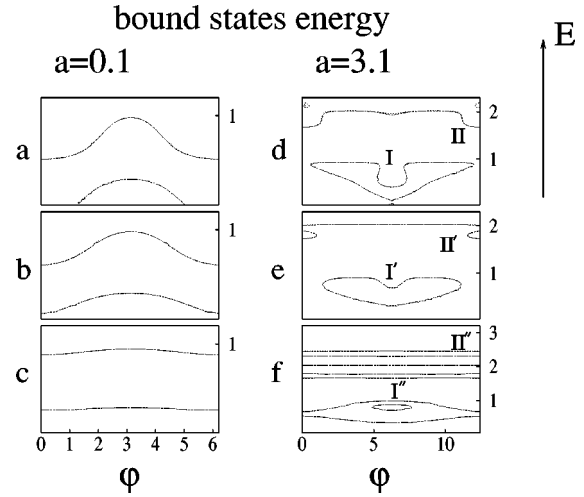 bound states energy
E
a=0.1 a=3.1
a 1 d I II 2 1
b 1 e I′ II′ 2 1
c 1 f I″ II″ 3 2 1
0 1 2 3 4 5 6 0 5 10
φ φ